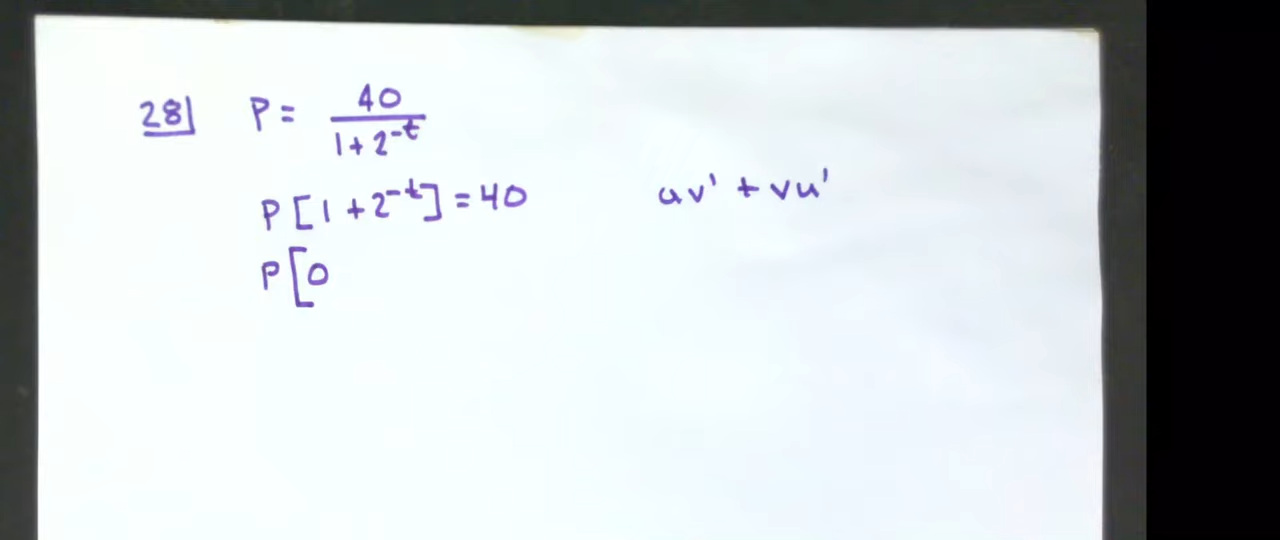 28| P = 40 / (1 + 2^-t)
P [1 + 2^-t] = 40 uv' + vu'
P [0